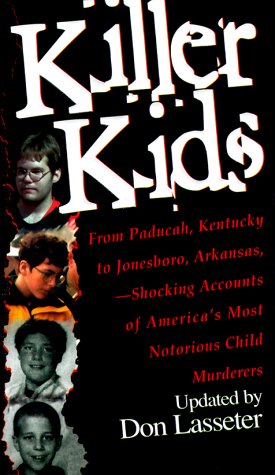 Killer
Kids
From Paducah, Kentucky
to Jonesboro, Arkansas,
—Shocking Accounts
of America's Most
Notorious Child
Murderers
Updated by
Don Lasseter